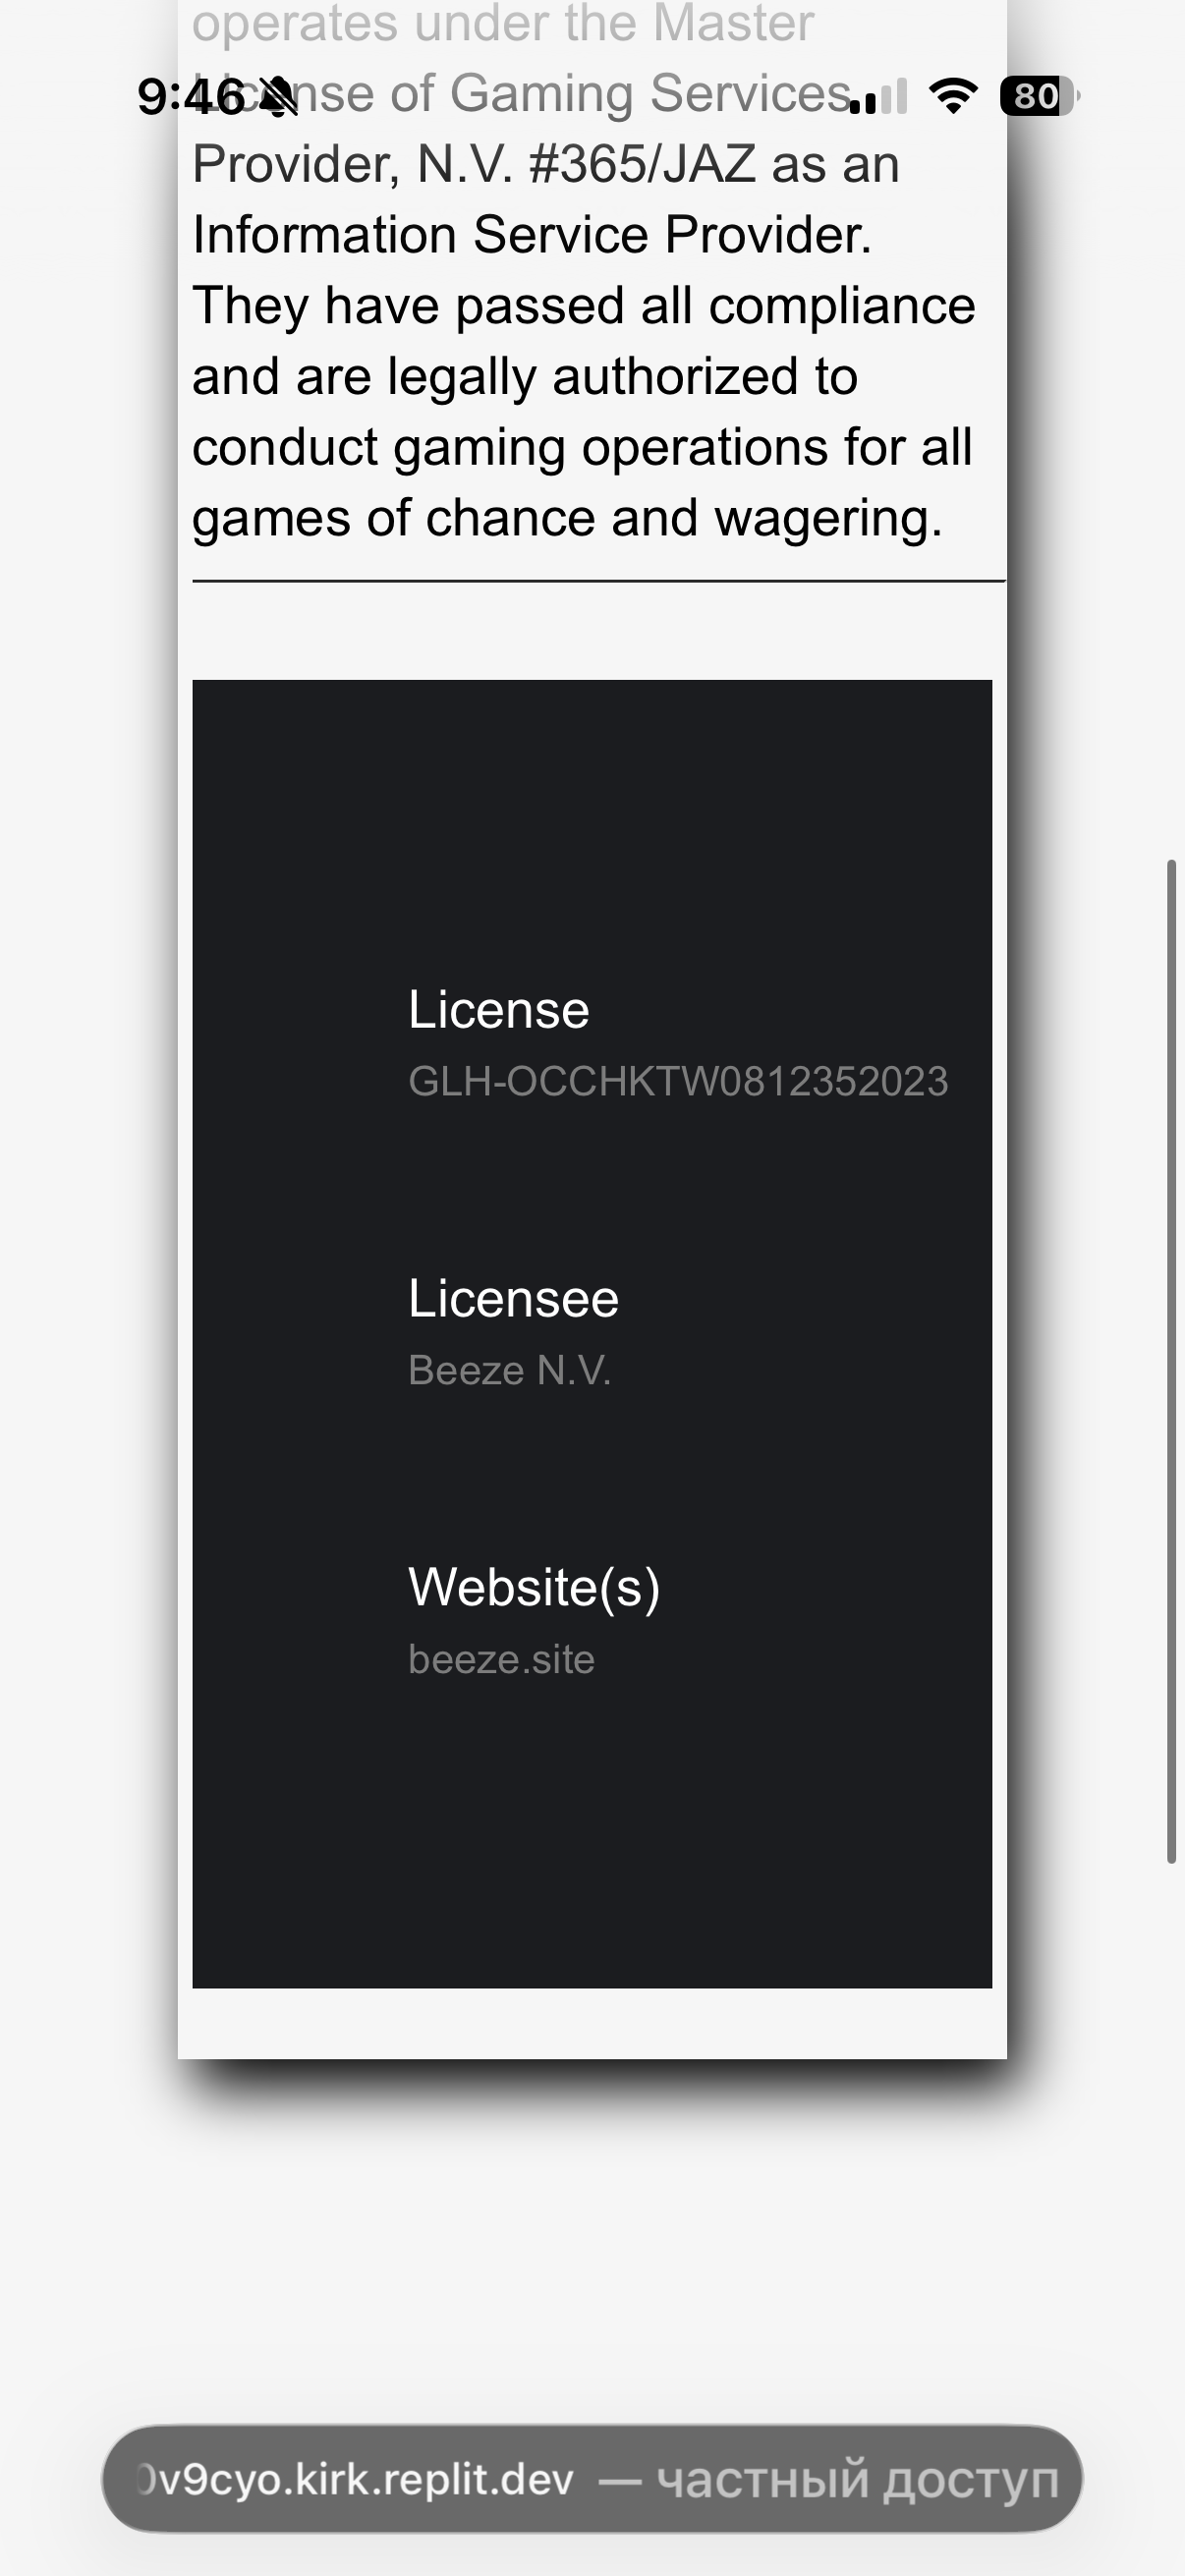 operates under the Master
9:46
License of Gaming Services
80
Provider, N.V. #365/JAZ as an
Information Service Provider.
They have passed all compliance
and are legally authorized to
conduct gaming operations for all
games of chance and wagering.
License
GLH-OCCHKTW0812352023
Licensee
Beeze N.V.
Website(s)
beeze.site
0v9cyo.kirk.replit.dev — частный доступ